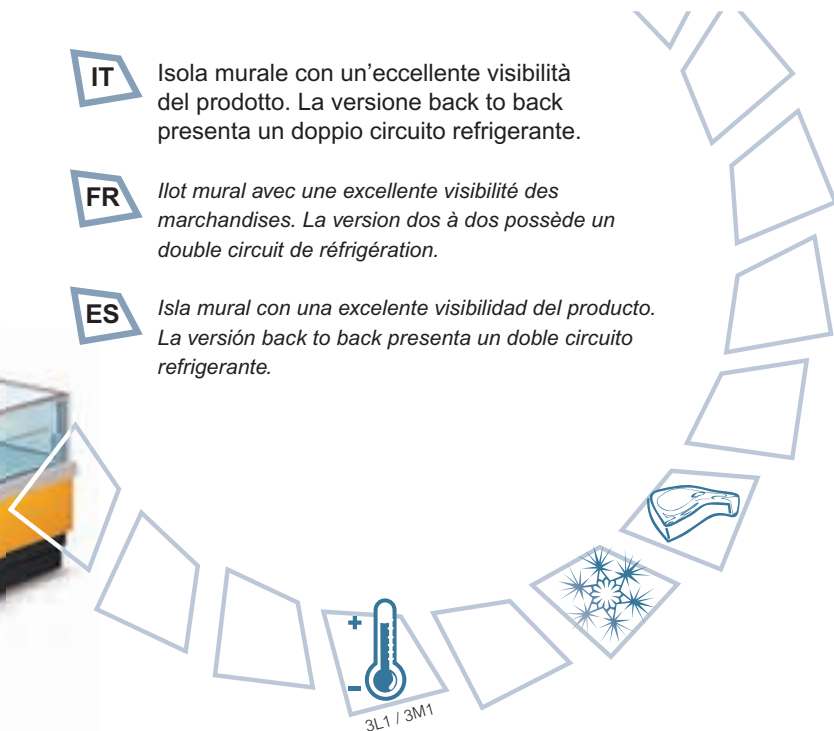 IT
Isola murale con un'eccellente visibilità
del prodotto. La versione back to back
presenta un doppio circuito refrigerante.
FR
Ilot mural avec une excellente visibilité des
marchandises. La version dos à dos possède un
double circuit de réfrigération.
ES
Isla mural con una excelente visibilidad del producto.
La versión back to back presenta un doble circuito
refrigerante.
3L1 / 3M1